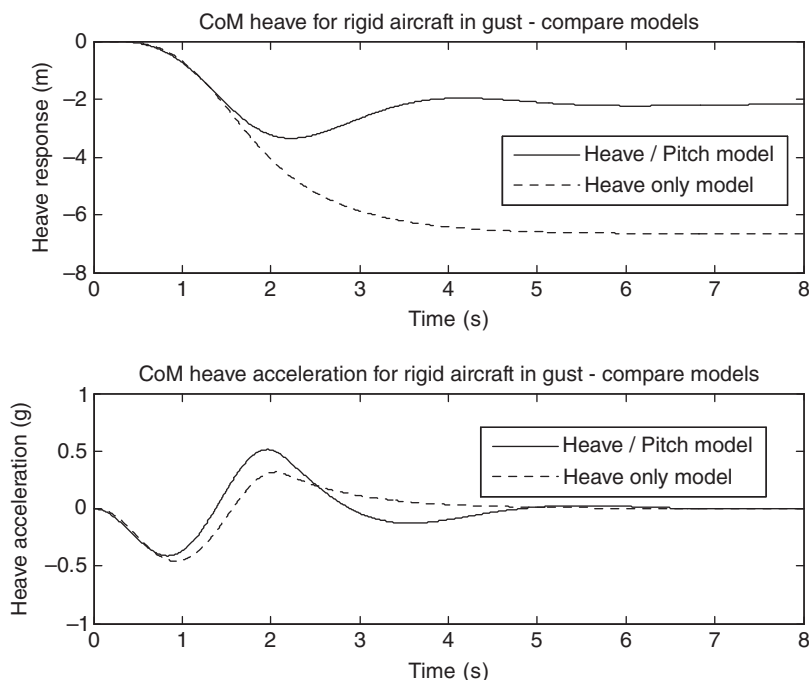 CoM heave for rigid aircraft in gust - compare models
Heave response (m)
0
−2
−4
−6
−8
Heave / Pitch model
Heave only model
0 1 2 3 4 5 6 7 8
Time (s)
CoM heave acceleration for rigid aircraft in gust - compare models
Heave acceleration (g)
1
0.5
0
−0.5
−1
Heave / Pitch model
Heave only model
0 1 2 3 4 5 6 7 8
Time (s)